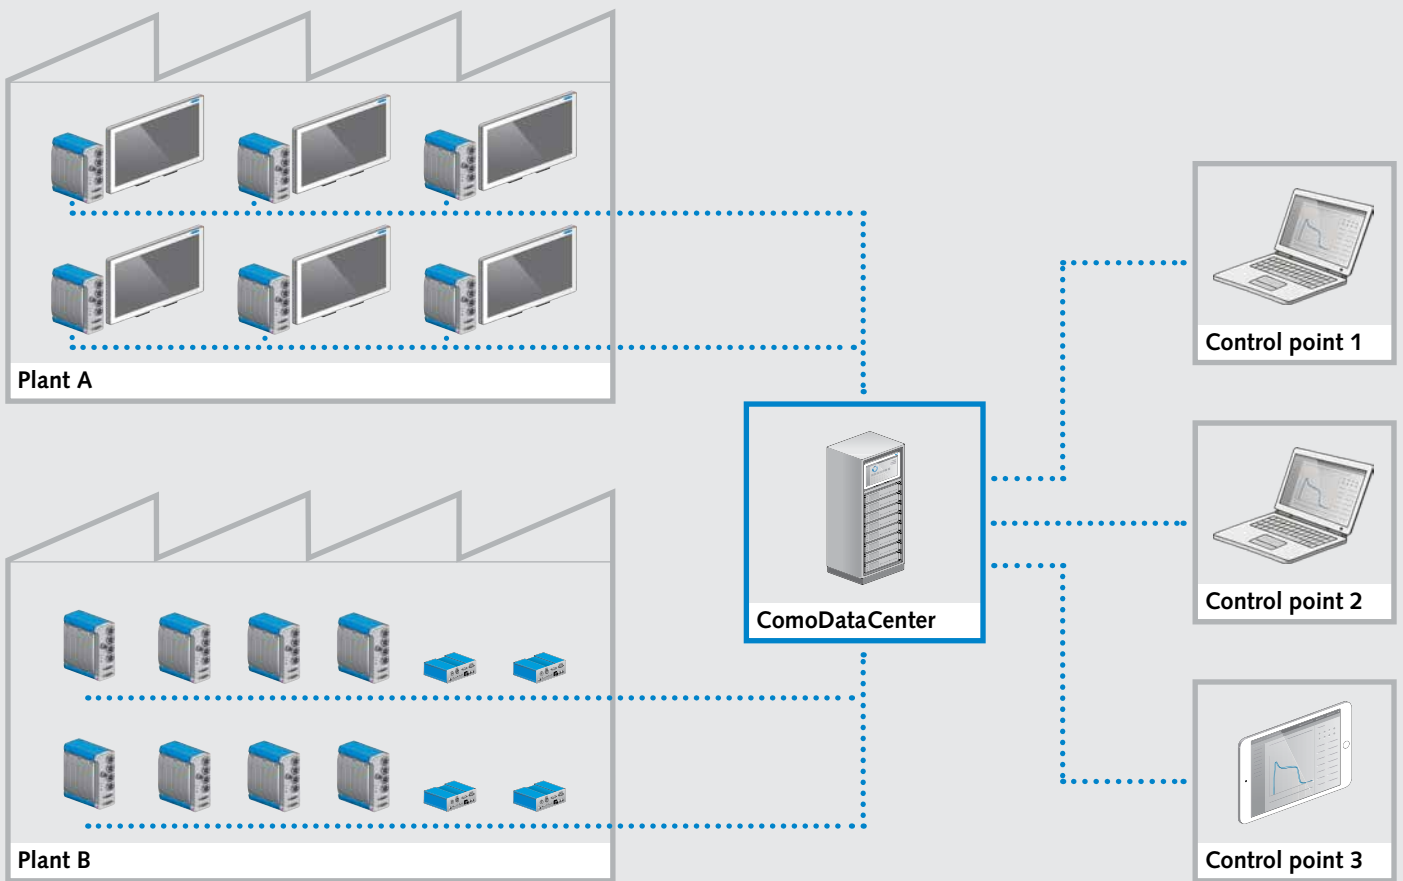 Plant A
Control point 1
Control point 2
ComoDataCenter
Plant B
Control point 3